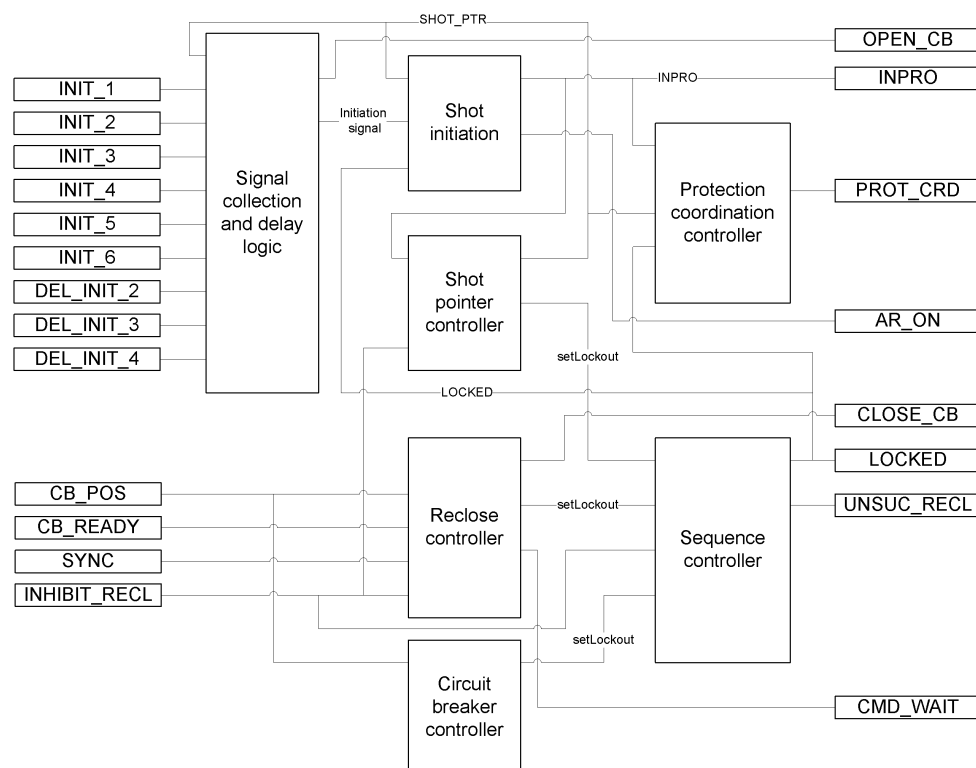 SHOT_PTR
OPEN_CB
INIT_1
INIT_2
INIT_3
INIT_4
INIT_5
INIT_6
DEL_INIT_2
DEL_INIT_3
DEL_INIT_4
Signal
collection
and delay
logic
Initiation
signal
Shot
initiation
INPRO
INPRO
Protection
coordination
controller
PROT_CRD
Shot
pointer
controller
AR_ON
setLockout
LOCKED
CLOSE_CB
LOCKED
UNSUC_RECL
CB_POS
CB_READY
SYNC
INHIBIT_RECL
Reclose
controller
setLockout
Sequence
controller
setLockout
Circuit
breaker
controller
CMD_WAIT